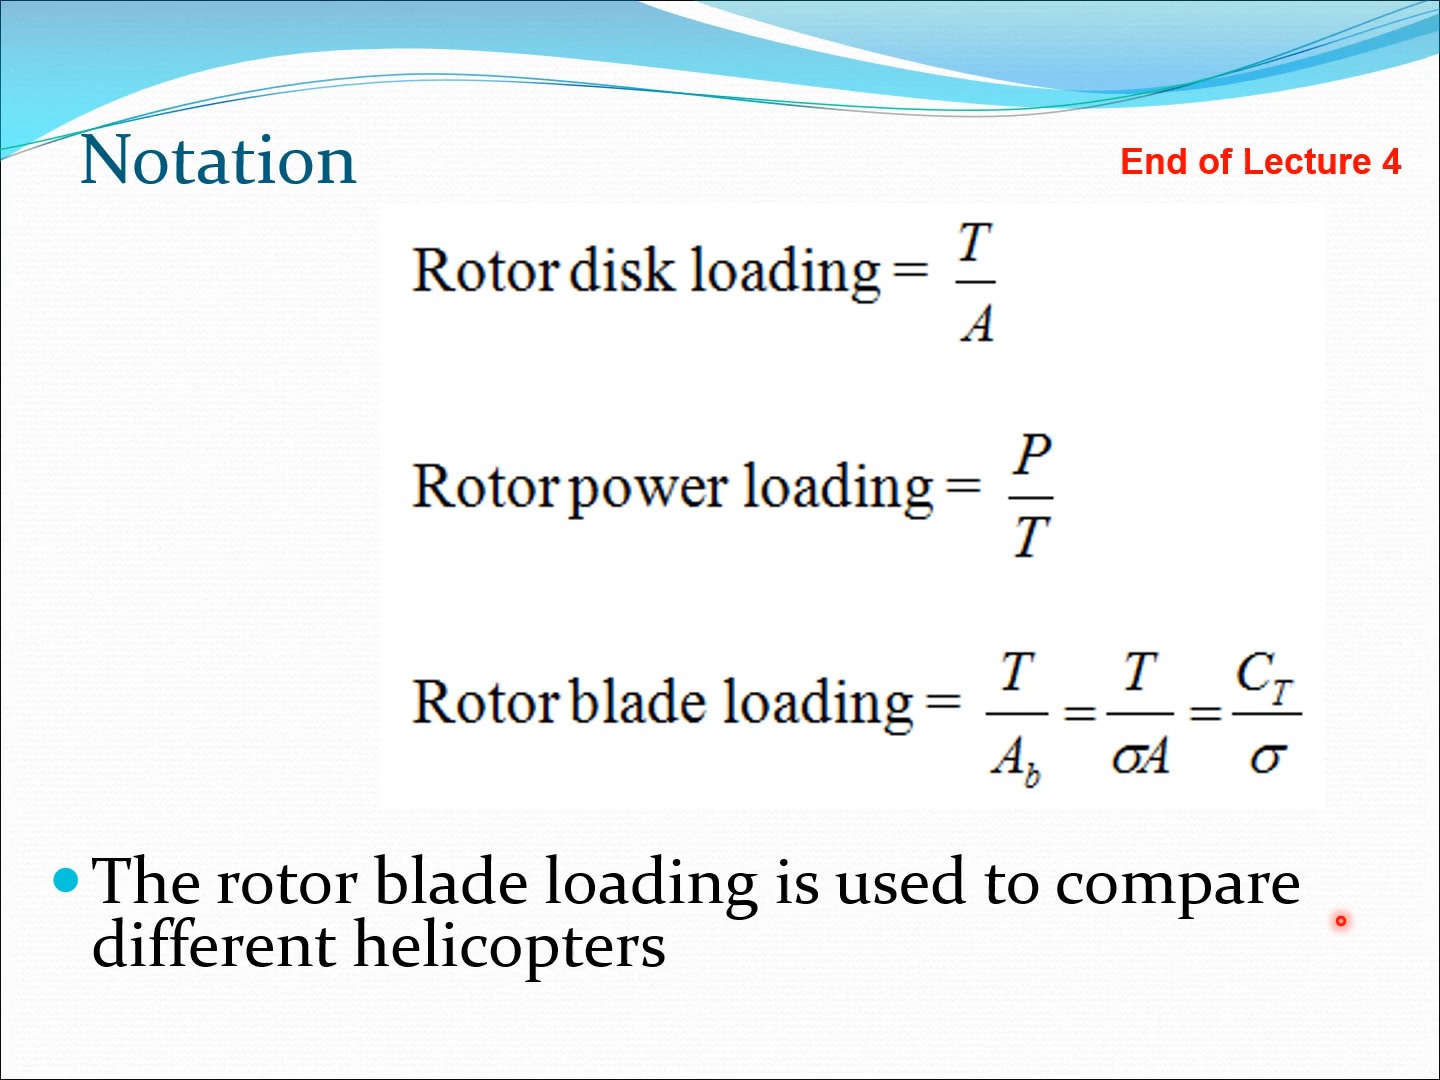 Notation
End of Lecture 4
Rotor disk loading = T/A
Rotor power loading = P/T
Rotor blade loading = T/A_b = T/σA = C_T/σ
• The rotor blade loading is used to compare
different helicopters